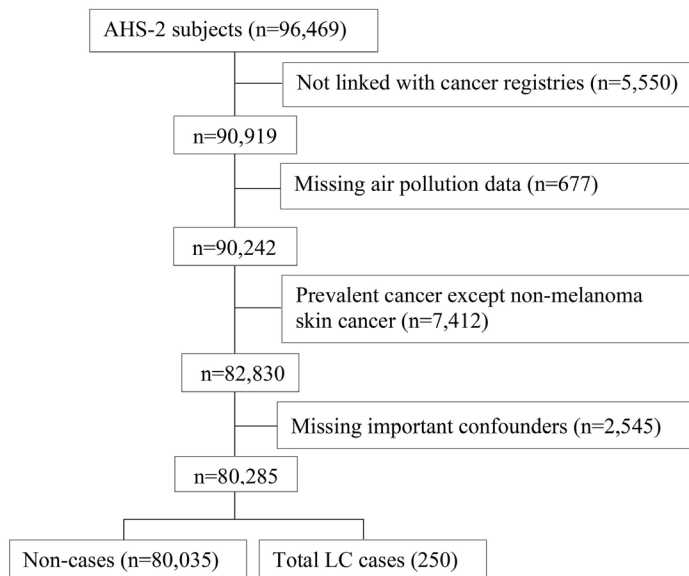 AHS-2 subjects (n=96,469)
Not linked with cancer registries (n=5,550)
n=90,919
Missing air pollution data (n=677)
n=90,242
Prevalent cancer except non-melanoma
skin cancer (n=7,412)
n=82,830
Missing important confounders (n=2,545)
n=80,285
Non-cases (n=80,035)
Total LC cases (250)